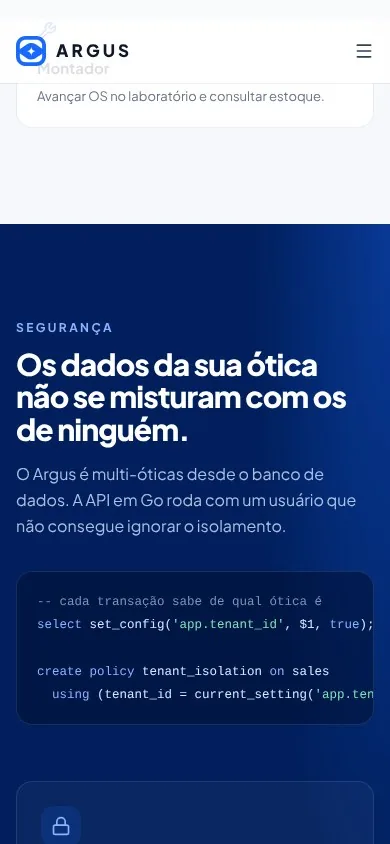 ARGUS
Montador
Avançar OS no laboratório e consultar estoque.
SEGURANÇA
Os dados da sua ótica
não se misturam com os
de ninguém.
O Argus é multi-óticas desde o banco de
dados. A API em Go roda com um usuário que
não consegue ignorar o isolamento.
-- cada transação sabe de qual ótica é
select set_config('app.tenant_id', $1, true);
create policy tenant_isolation on sales
using (tenant_id = current_setting('app.ten